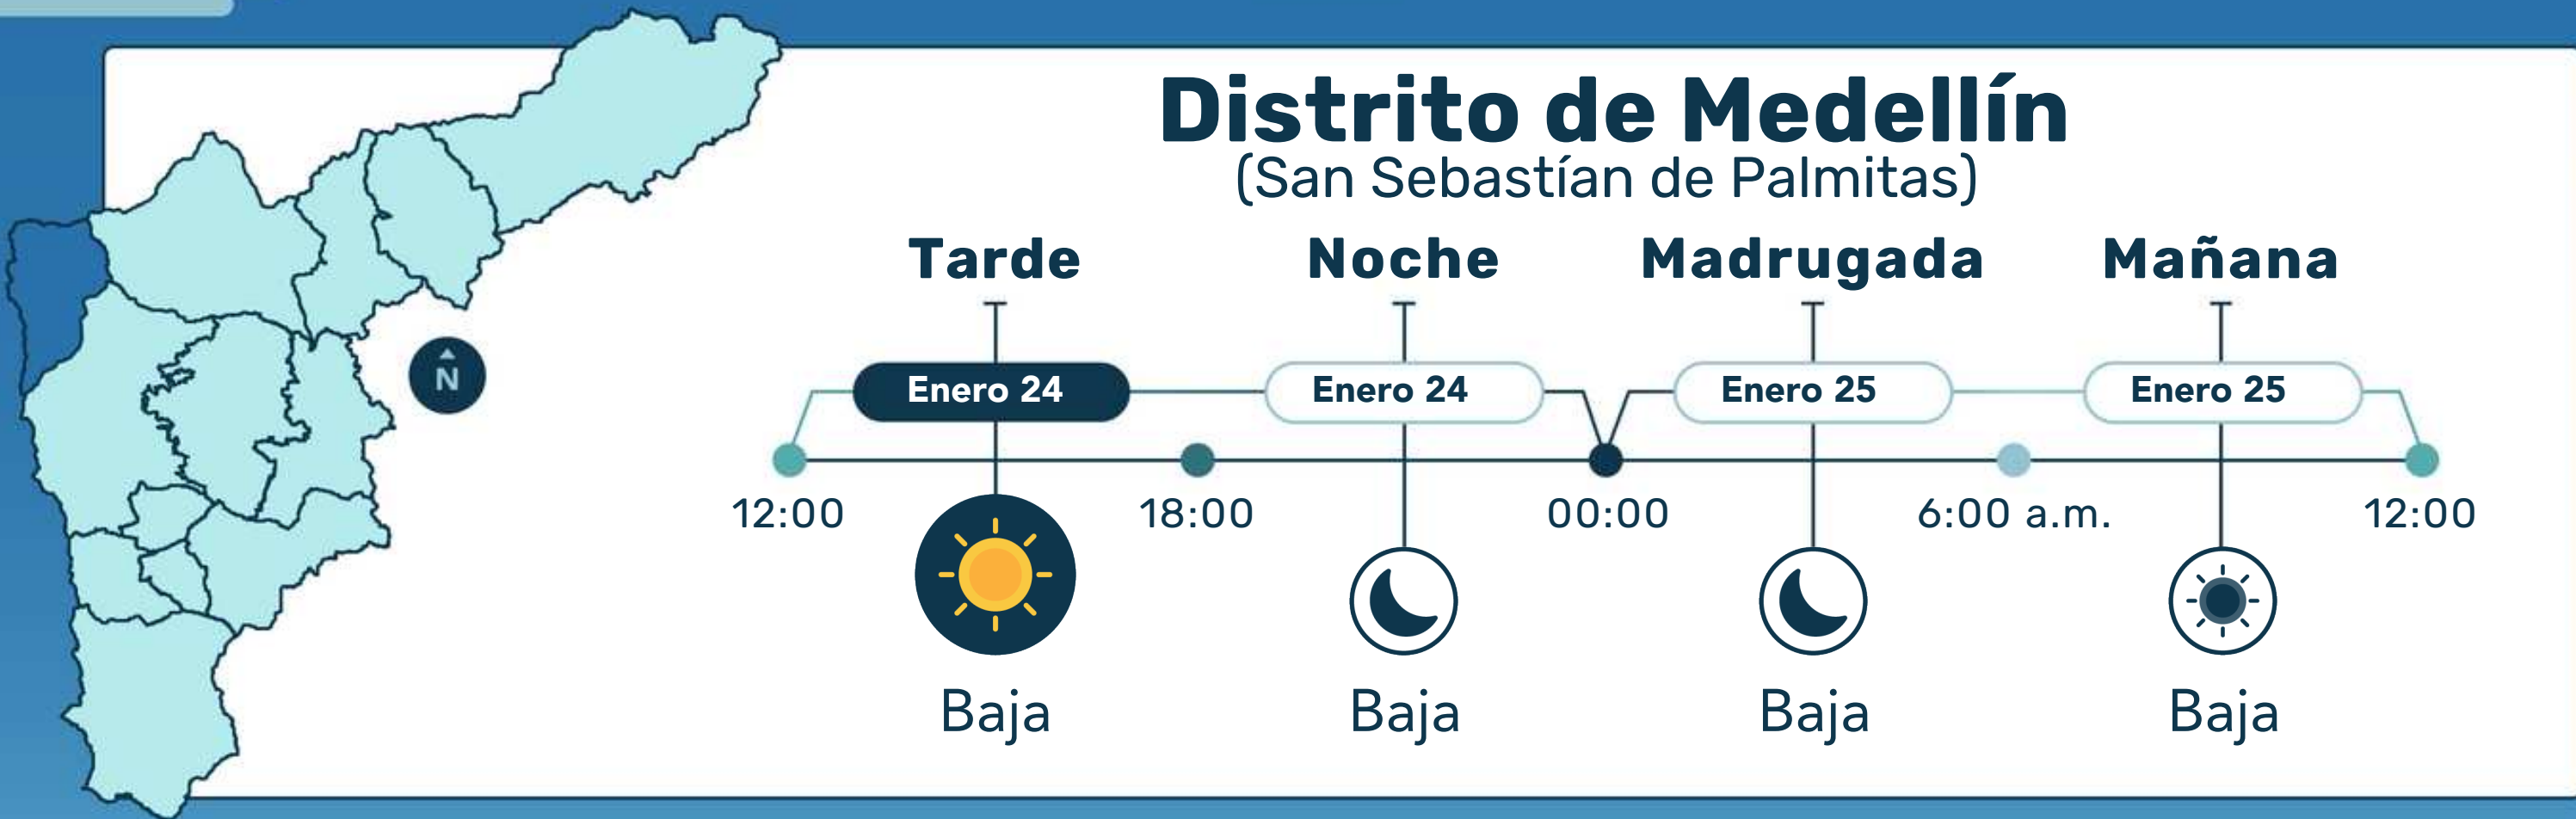 Distrito de Medellín
(San Sebastían de Palmitas)
Tarde Noche Madrugada Mañana
Enero 24 Enero 24 Enero 25 Enero 25
N
12:00 18:00 00:00 6:00 a.m. 12:00
Baja Baja Baja Baja